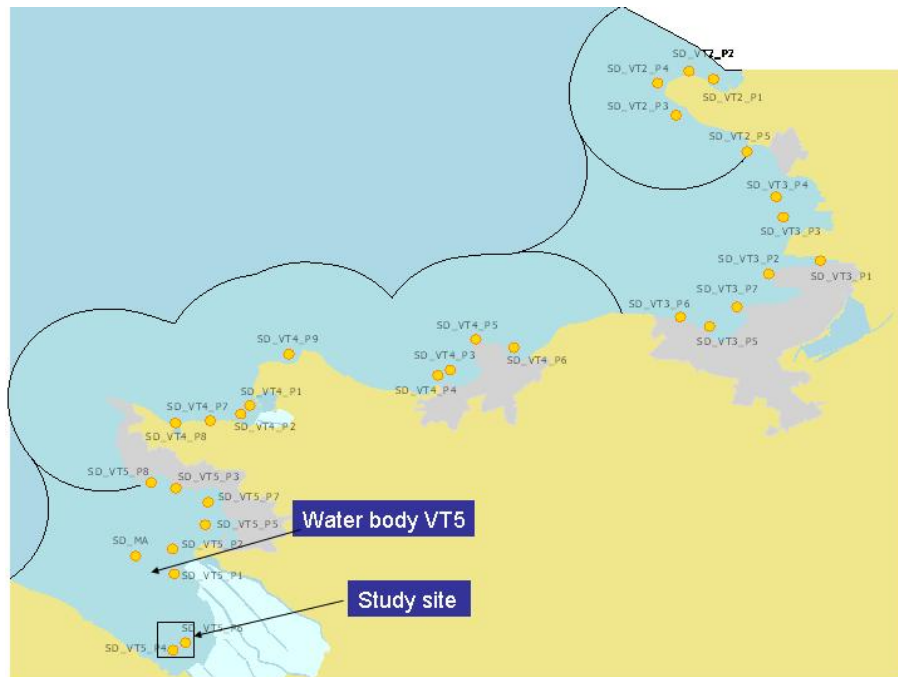 SD_VT2_P2
SD_VT2_P4
SD_VT2_P1
SD_VT2_P3
SD_VT2_P5
SD_VT3_P4
SD_VT3_P3
SD_VT3_P2
SD_VT3_P1
SD_VT3_P7
SD_VT3_P6
SD_VT3_P5
SD_VT4_P9
SD_VT4_P5
SD_VT4_P3
SD_VT4_P6
SD_VT4_P4
SD_VT4_P1
SD_VT4_P7
SD_VT4_P2
SD_VT4_P8
SD_VT5_P8
SD_VT5_P3
SD_VT5_P7
SD_VT5_P5
Water body VT5
SD_MA
SD_VT5_P2
SD_VT5_P1
Study site
SD_VT5_P6
SD_VT5_P4